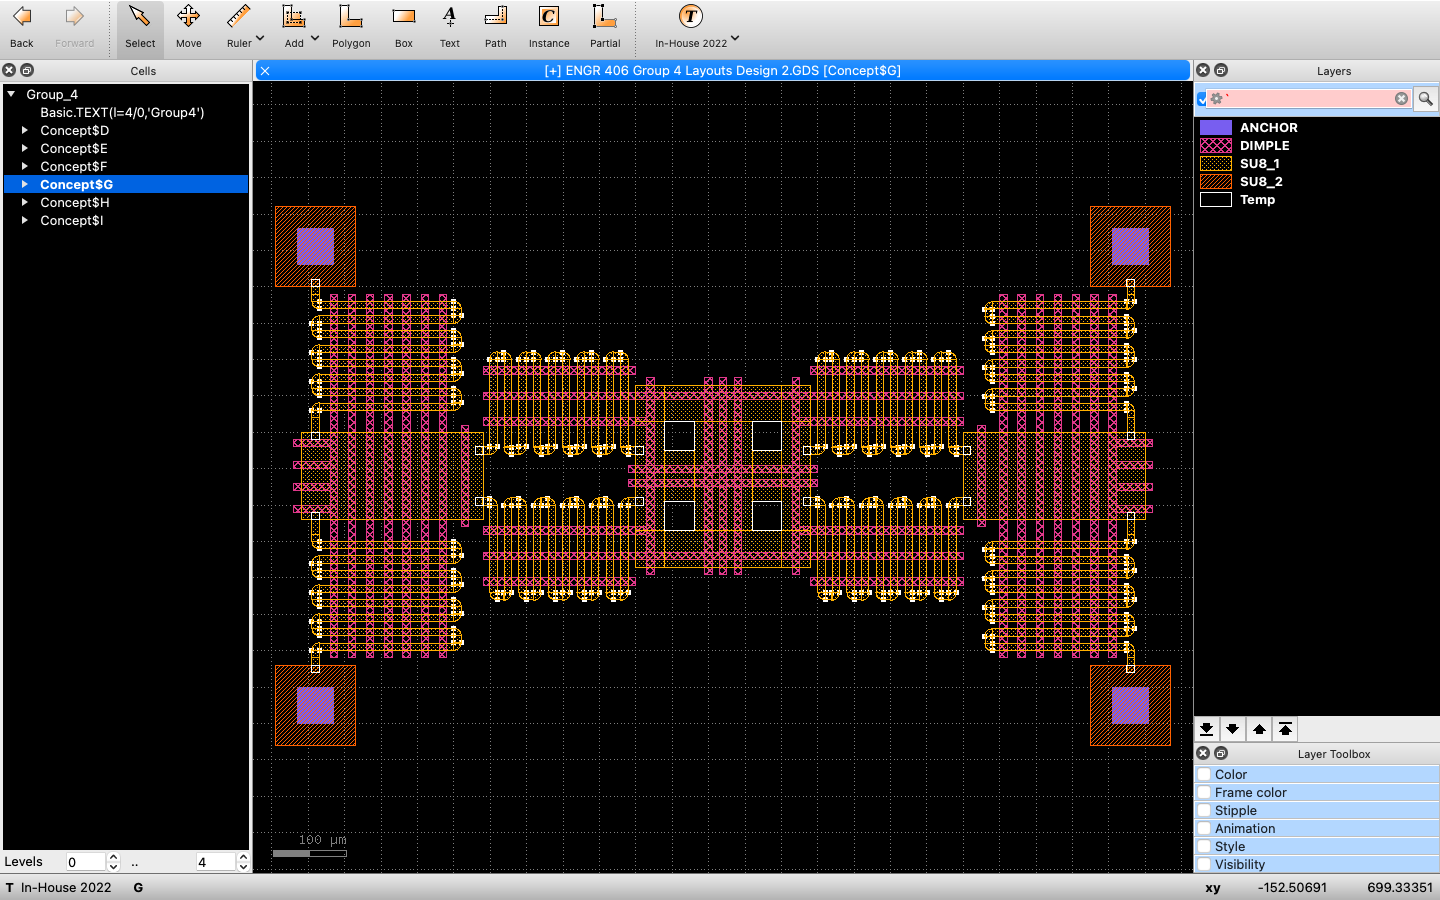 Back
Forward
Select
Move
Ruler
Add
Polygon
Box
Text
Path
Instance
Partial
In-House 2022
Cells
[+] ENGR 406 Group 4 Layouts Design 2.GDS [Concept$G]
Layers
Group_4
Basic.TEXT(l=4/0,'Group4')
Concept$D
Concept$E
Concept$F
Concept$G
Concept$H
Concept$I
`
ANCHOR
DIMPLE
SU8_1
SU8_2
Temp
100 µm
Layer Toolbox
Color
Frame color
Stipple
Animation
Style
Visibility
Levels 0 .. 4
T In-House 2022 G
xy -152.50691 699.33351